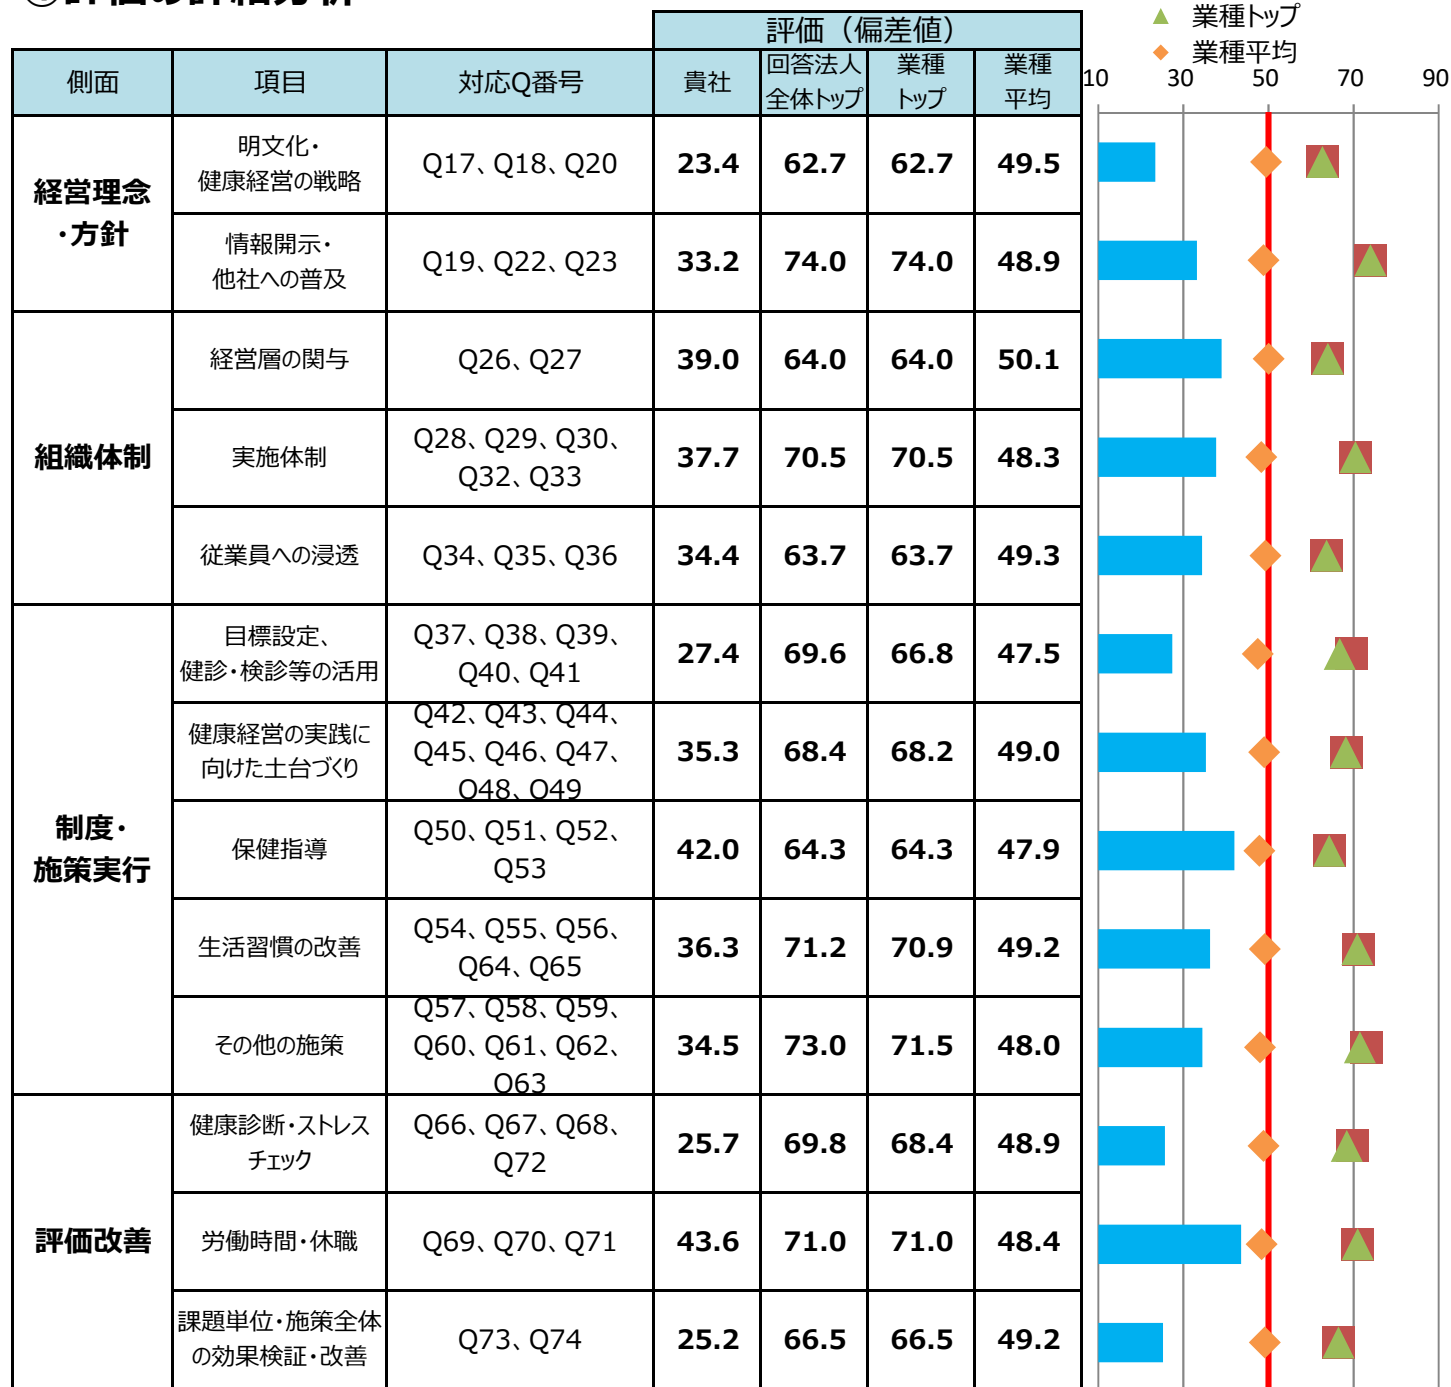 ①評価の詳細分析
▲ 業種トップ
◆ 業種平均
評価（偏差値）
側面 項目 対応Q番号 貴社 回答法人 業種 業種
全体トップ トップ 平均
10 30 50 70 90
経営理念
・方針
明文化・
健康経営の戦略
Q17、Q18、Q20 23.4 62.7 62.7 49.5
情報開示・
他社への普及
Q19、Q22、Q23 33.2 74.0 74.0 48.9
組織体制
経営層の関与 Q26、Q27 39.0 64.0 64.0 50.1
実施体制
Q28、Q29、Q30、
Q32、Q33
37.7 70.5 70.5 48.3
従業員への浸透 Q34、Q35、Q36 34.4 63.7 63.7 49.3
制度・
施策実行
目標設定、
健診・検診等の活用
Q37、Q38、Q39、
Q40、Q41
27.4 69.6 66.8 47.5
健康経営の実践に
向けた土台づくり
Q42、Q43、Q44、
Q45、Q46、Q47、
Q48、Q49
35.3 68.4 68.2 49.0
保健指導
Q50、Q51、Q52、
Q53
42.0 64.3 64.3 47.9
生活習慣の改善
Q54、Q55、Q56、
Q64、Q65
36.3 71.2 70.9 49.2
その他の施策
Q57、Q58、Q59、
Q60、Q61、Q62、
Q63
34.5 73.0 71.5 48.0
評価改善
健康診断・ストレス
チェック
Q66、Q67、Q68、
Q72
25.7 69.8 68.4 48.9
労働時間・休職 Q69、Q70、Q71 43.6 71.0 71.0 48.4
課題単位・施策全体
の効果検証・改善
Q73、Q74 25.2 66.5 66.5 49.2